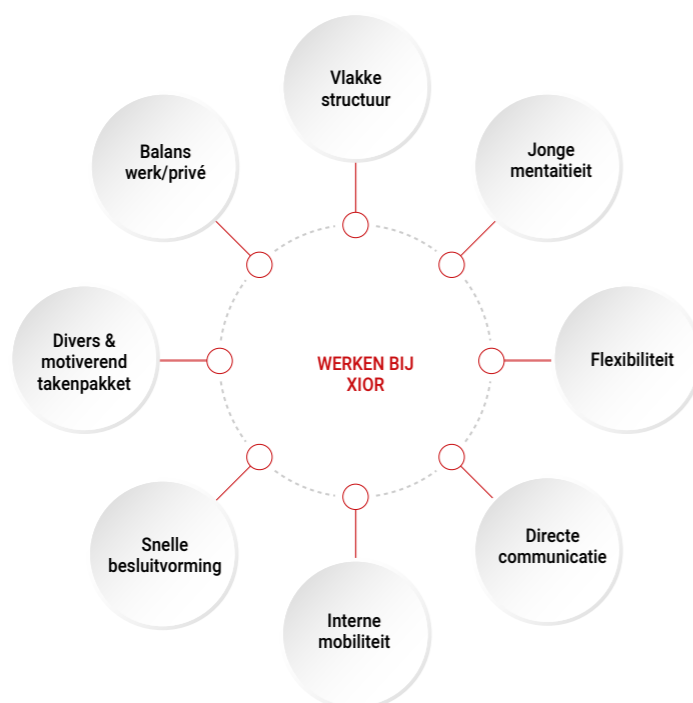 Vlakke
structuur
Balans
werk/privé
Jonge
mentaitieit
Divers &
motiverend
takenpakket
WERKEN BIJ
XIOR
Flexibiliteit
Snelle
besluitvorming
Directe
communicatie
Interne
mobiliteit